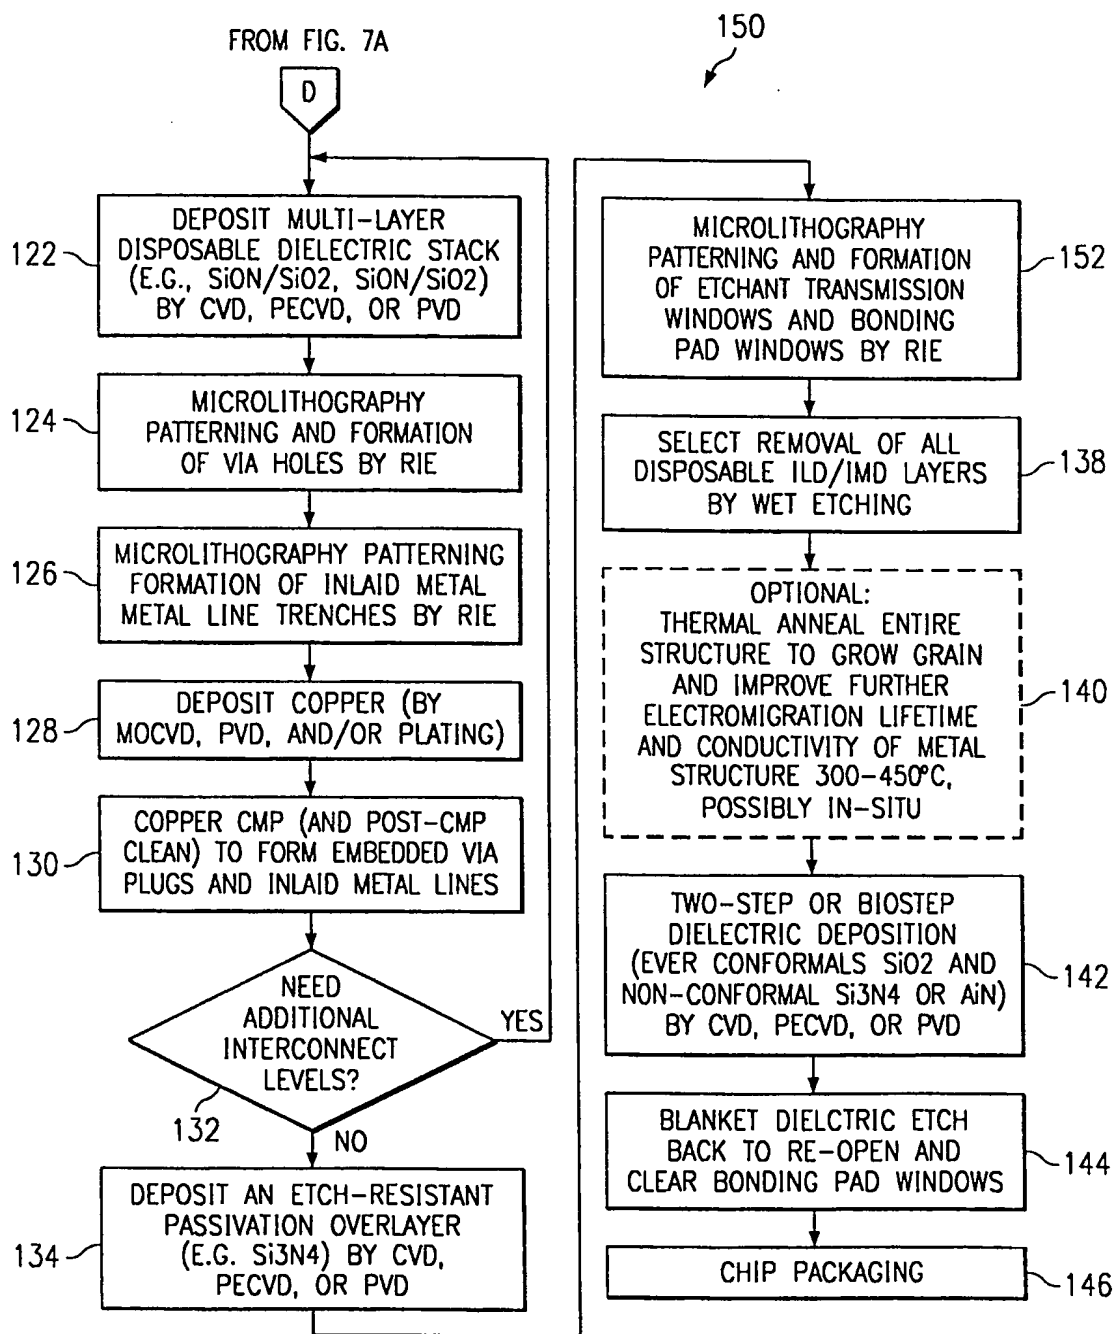 FROM FIG. 7A
D
150
122
DEPOSIT MULTI-LAYER
DISPOSABLE DIELECTRIC STACK
(E.G., SiON/SiO2, SiON/SiO2)
BY CVD, PECVD, OR PVD
124
MICROLITHOGRAPHY
PATTERNING AND FORMATION
OF VIA HOLES BY RIE
126
MICROLITHOGRAPHY PATTERNING
FORMATION OF INLAID METAL
METAL LINE TRENCHES BY RIE
128
DEPOSIT COPPER (BY
MOCVD, PVD, AND/OR PLATING)
130
COPPER CMP (AND POST-CMP
CLEAN) TO FORM EMBEDDED VIA
PLUGS AND INLAID METAL LINES
NEED
ADDITIONAL
INTERCONNECT
LEVELS?
YES
132
NO
134
DEPOSIT AN ETCH-RESISTANT
PASSIVATION OVERLAYER
(E.G. Si3N4) BY CVD,
PECVD, OR PVD
MICROLITHOGRAPHY
PATTERNING AND FORMATION
OF ETCHANT TRANSMISSION
WINDOWS AND BONDING
PAD WINDOWS BY RIE
152
SELECT REMOVAL OF ALL
DISPOSABLE ILD/IMD LAYERS
BY WET ETCHING
138
OPTIONAL:
THERMAL ANNEAL ENTIRE
STRUCTURE TO GROW GRAIN
AND IMPROVE FURTHER
ELECTROMIGRATION LIFETIME
AND CONDUCTIVITY OF METAL
STRUCTURE 300-450°C,
POSSIBLY IN-SITU
140
TWO-STEP OR BIOSTEP
DIELECTRIC DEPOSITION
(EVER CONFORMALS SiO2 AND
NON-CONFORMAL Si3N4 OR AiN)
BY CVD, PECVD, OR PVD
142
BLANKET DIELCTRIC ETCH
BACK TO RE-OPEN AND
CLEAR BONDING PAD WINDOWS
144
CHIP PACKAGING
146